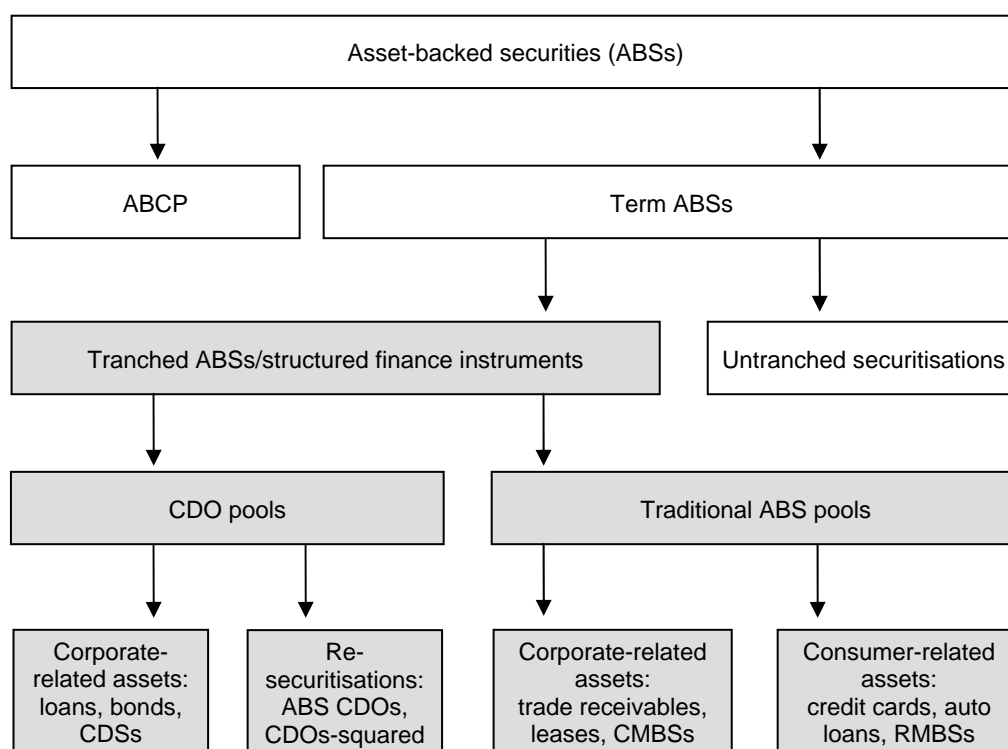 Asset-backed securities (ABSs)
ABCP
Term ABSs
Tranched ABSs/structured finance instruments
Untranched securitisations
CDO pools
Traditional ABS pools
Corporate-
related assets:
loans, bonds,
CDSs
Re-
securitisations:
ABS CDOs,
CDOs-squared
Corporate-related
assets:
trade receivables,
leases, CMBSs
Consumer-related
assets:
credit cards, auto
loans, RMBSs